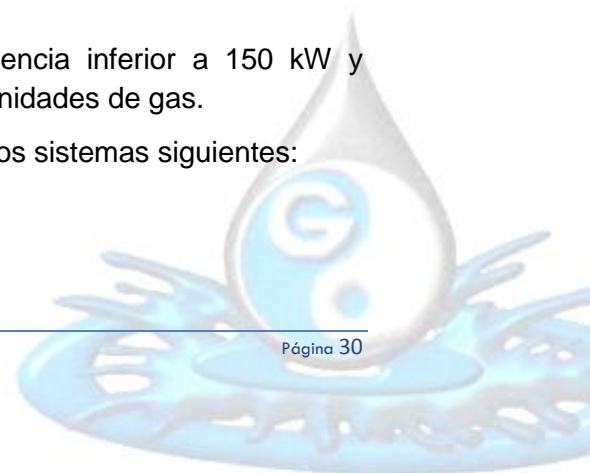 encia inferior a 150 kW y
nidades de gas.
os sistemas siguientes:
G
Página 30